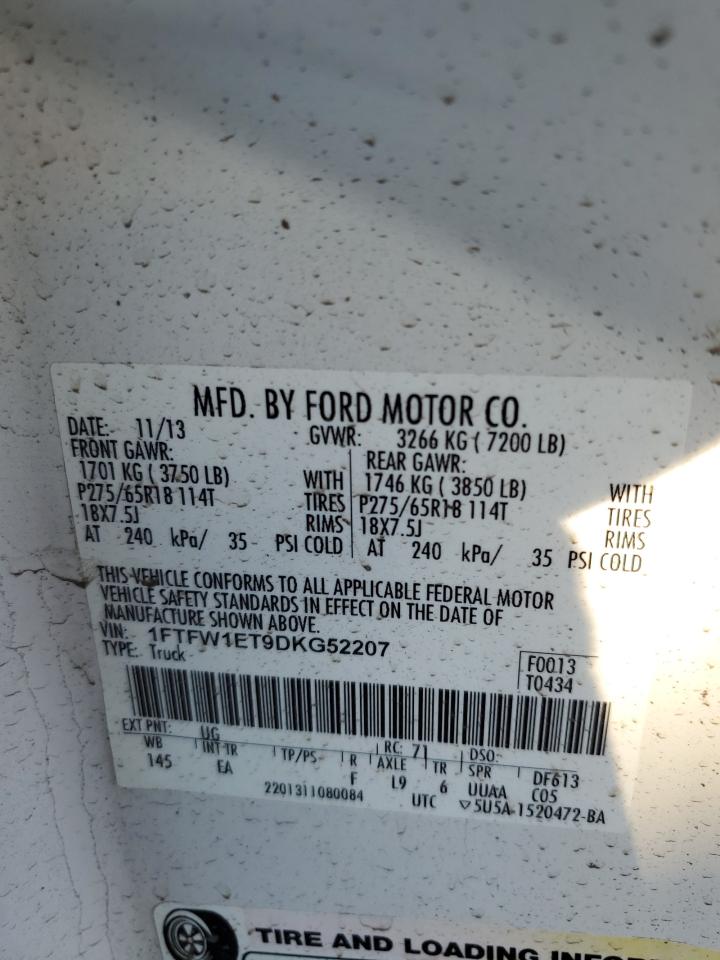 MFD. BY FORD MOTOR CO.
DATE: 11/13 GVWR: 3266 KG ( 7200 LB)
FRONT GAWR: REAR GAWR:
1701 KG ( 3750 LB) WITH 1746 KG ( 3850 LB) WITH
P275/65R18 114T TIRES P275/65R18 114T TIRES
18X7.5J RIMS 18X7.5J RIMS
AT 240 kPa/ 35 PSI COLD AT 240 kPa/ 35 PSI COLD
THIS VEHICLE CONFORMS TO ALL APPLICABLE FEDERAL MOTOR
VEHICLE SAFETY STANDARDS IN EFFECT ON THE DATE OF
MANUFACTURE SHOWN ABOVE.
VIN: 1FTFW1ET9DKG52207
TYPE: Truck
F0013
T0434
EXT PNT: UG RC: 71 DSO:
WB INT TR TP/PS R AXLE TR SPR DF613
145 EA F L9 6 UUAA C05
2201311080084 UTC ▽5U5A-1520472-BA
TIRE AND LOADING